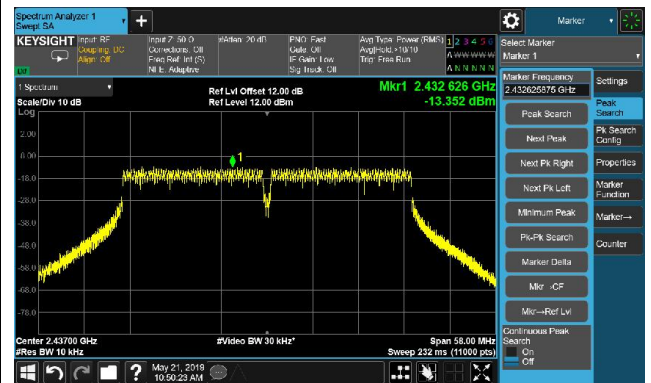 Spectrum Analyzer 1
Swept SA
Marker
KEYSIGHT
Input: RF
Coupling: DC
Align: Off
Input Z: 50 Ω
Corrections: Off
Freq Ref: Int (S)
NFE: Adaptive
#Atten: 20 dB
PNO: Fast
Gate: Off
IF Gain: Low
Sig Track: Off
Avg Type: Power (RMS)
Avg|Hold:>10/10
Trig: Free Run
1 2 3 4 5 6
A W W W W W
A N N N N N
Select Marker
Marker 1
1 Spectrum
Scale/Div 10 dB
Log
Ref Lvl Offset 12.00 dB
Ref Level 12.00 dBm
Mkr1 2.432 626 GHz
-13.352 dBm
2.00
-8.00
-18.0
-28.0
-38.0
-48.0
-58.0
-68.0
-78.0
1
Center 2.43700 GHz
#Res BW 10 kHz
#Video BW 30 kHz*
Span 58.00 MHz
Sweep 232 ms (11000 pts)
Marker Frequency
2.432625875 GHz
Peak Search
Next Peak
Next Pk Right
Next Pk Left
Minimum Peak
Pk-Pk Search
Marker Delta
Mkr→CF
Mkr→Ref Lvl
Continuous Peak
Search
On
Off
Settings
Peak
Search
Pk Search
Config
Properties
Marker
Function
Marker→
Counter
?
May 21, 2019
10:50:23 AM